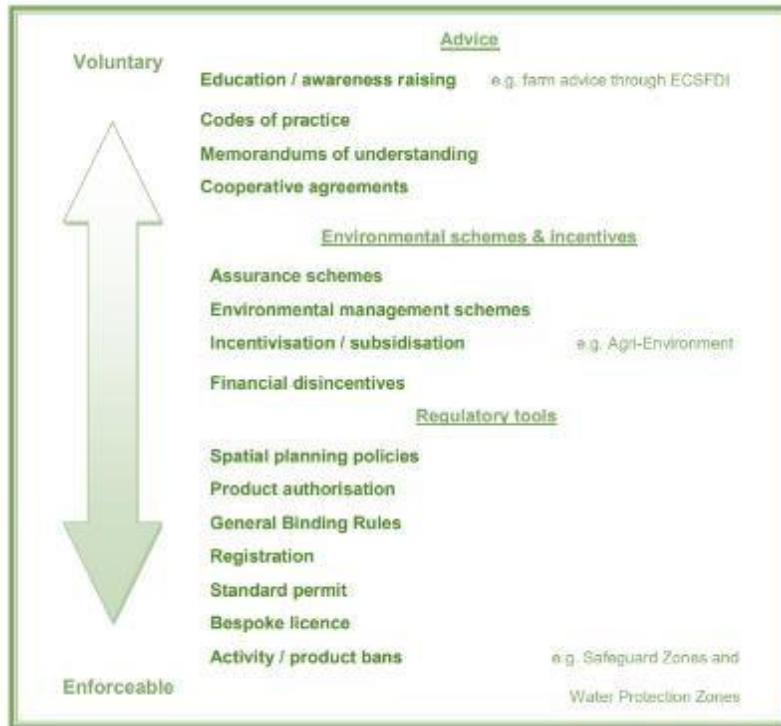 Advice
Voluntary
Education / awareness raising e.g. farm advice through ECSFDI
Codes of practice
Memorandums of understanding
Cooperative agreements
Environmental schemes & incentives
Assurance schemes
Environmental management schemes
Incentivisation / subsidisation e.g. Agri-Environment
Financial disincentives
Regulatory tools
Spatial planning policies
Product authorisation
General Binding Rules
Registration
Standard permit
Bespoke licence
Activity / product bans e.g. Safeguard Zones and
Enforceable Water Protection Zones